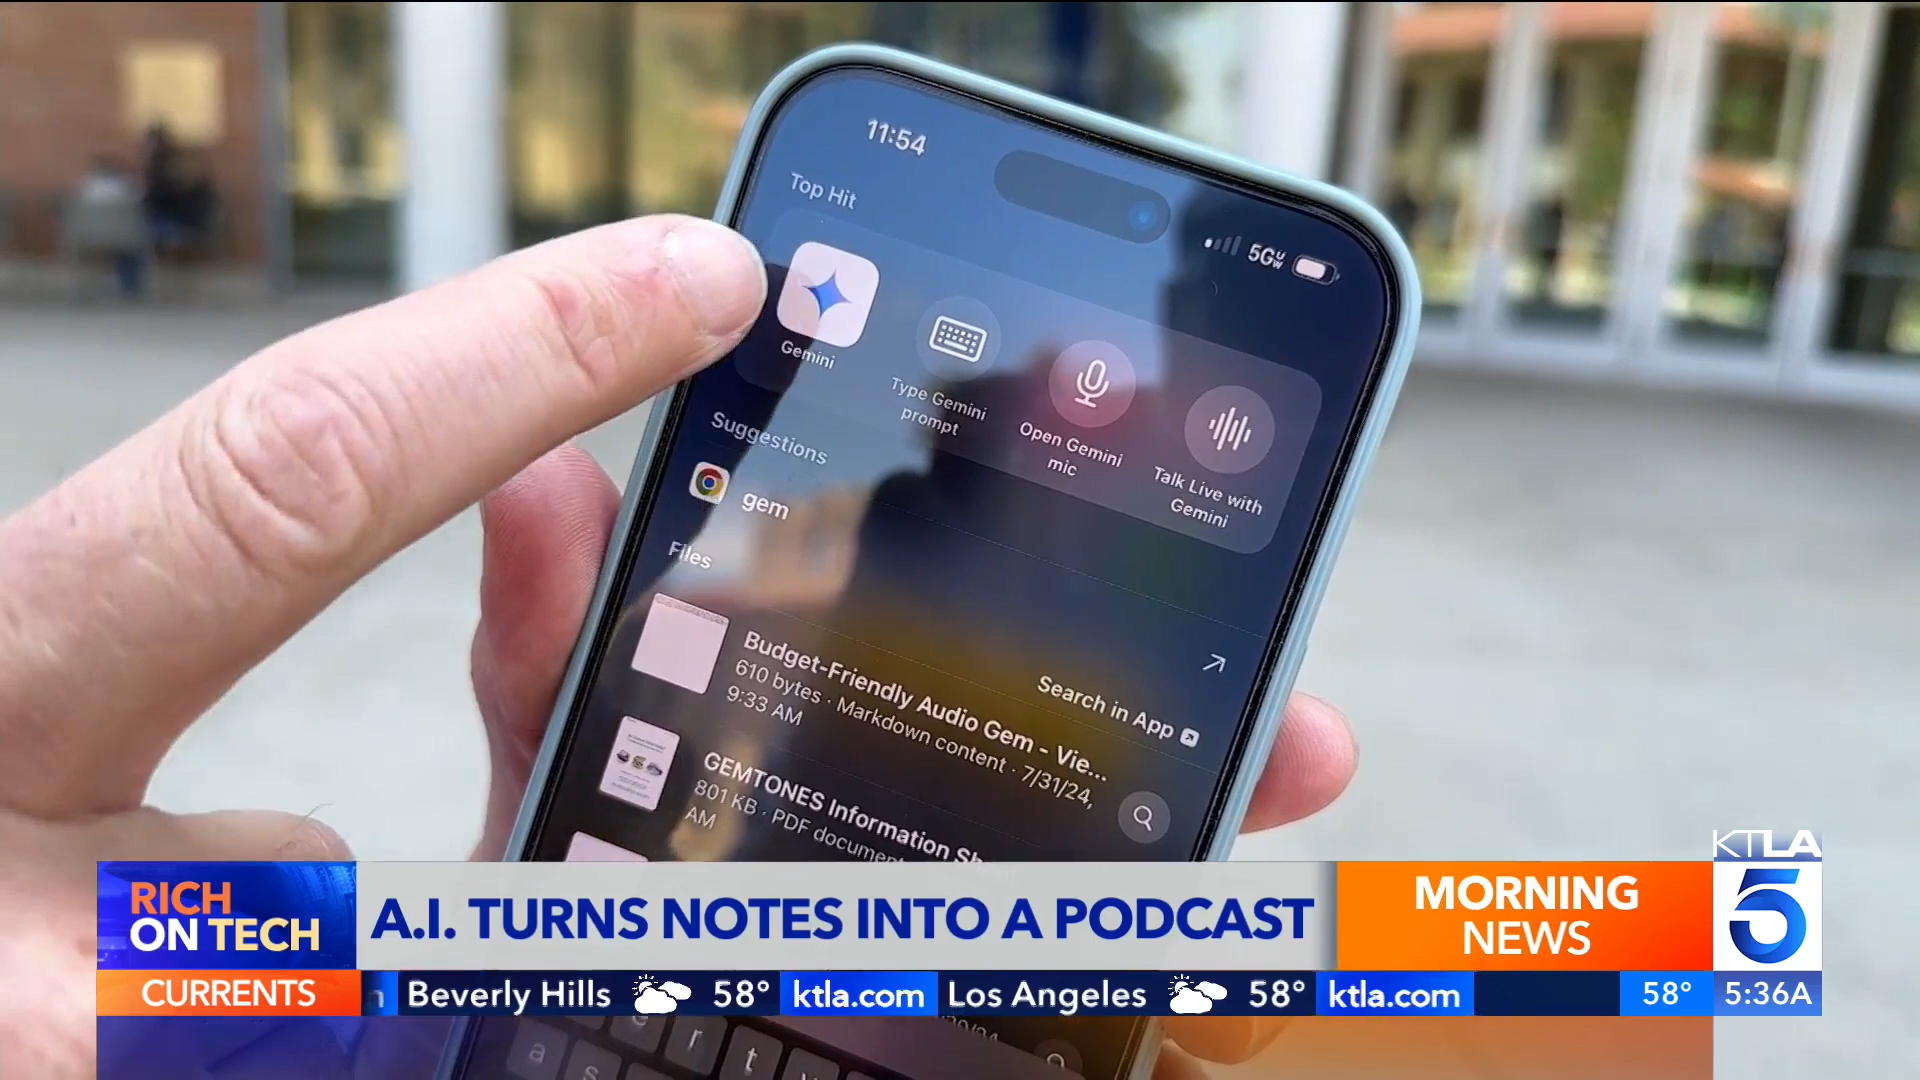 11:54
5G UW
Top Hit
Gemini
Type Gemini
prompt
Open Gemini
mic
Talk Live with
Gemini
Suggestions
gem
Files
Search in App
Budget-Friendly Audio Gem - Vie...
610 bytes · Markdown content · 7/31/24,
9:33 AM
GEMTONES Information Sh
801 KB · PDF document
AM
RICH
ON TECH
A.I. TURNS NOTES INTO A PODCAST
MORNING
NEWS
KTLA
5
CURRENTS
n Beverly Hills 58° ktla.com Los Angeles 58° ktla.com
58° 5:36A
r
t
a
s